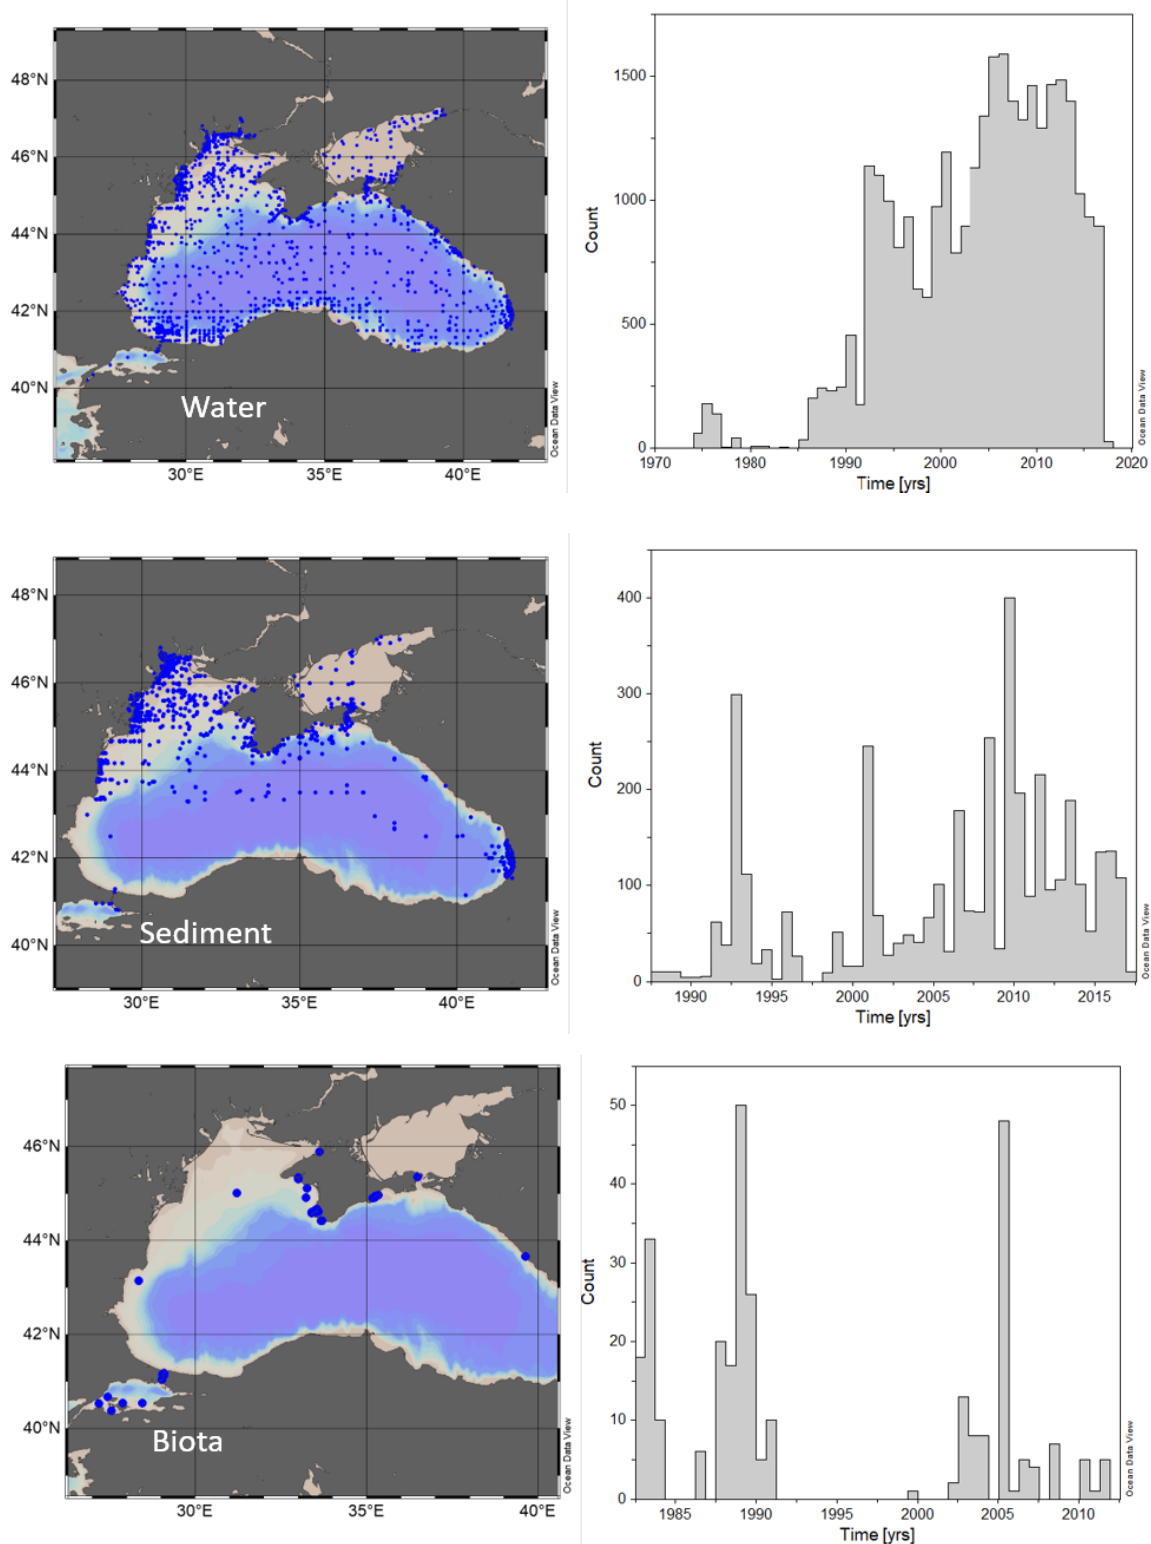 48°N
46°N
44°N
42°N
40°N
30°E 35°E 40°E
Water
Ocean Data View
1500
1000
500
0
Count
1970 1980 1990 2000 2010 2020
Time [yrs]
Ocean Data View
48°N
46°N
44°N
42°N
40°N
30°E 35°E 40°E
Sediment
Ocean Data View
400
300
200
100
0
Count
1990 1995 2000 2005 2010 2015
Time [yrs]
Ocean Data View
46°N
44°N
42°N
40°N
30°E 35°E 40°E
Biota
Ocean Data View
50
40
30
20
10
0
Count
1985 1990 1995 2000 2005 2010
Time [yrs]
Ocean Data View